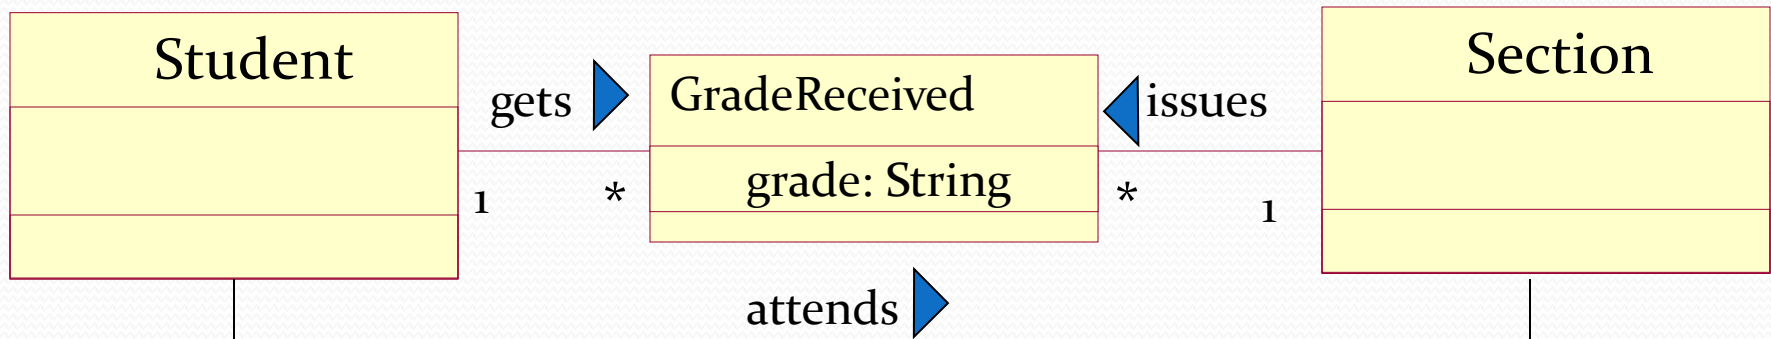 Student
gets
GradeReceived
issues
Section
grade: String
1
*
*
1
attends